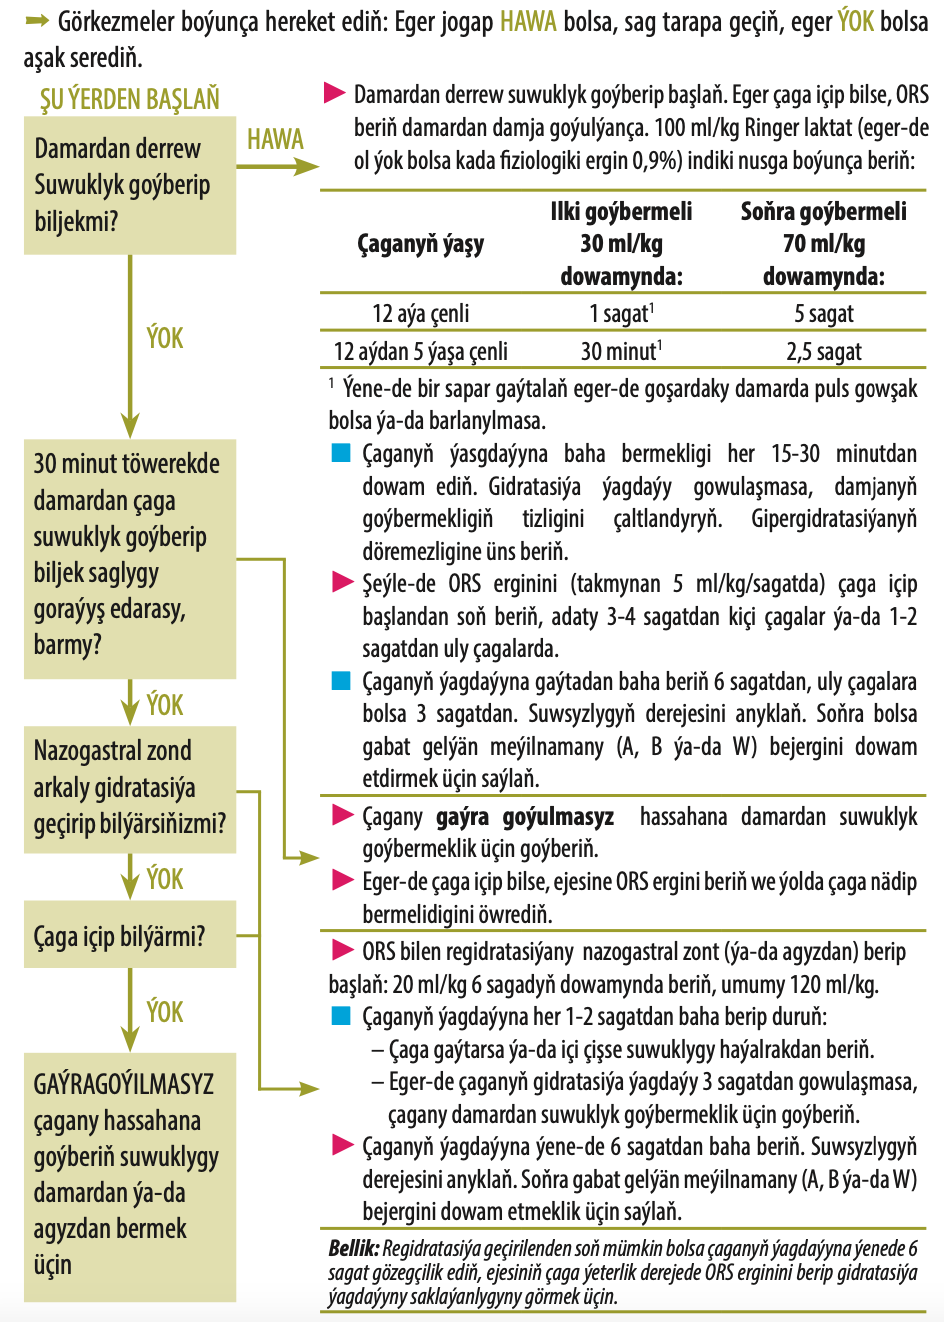 ➡ Görkezmeler boýunça hereket ediň: Eger jogap HAWA bolsa, sag tarapa geçiň, eger ÝOK bolsa
aşak serediň.
ŞU ÝERDEN BAŞLAŇ
Damardan derrew
Suwuklyk goýberip
biljekmi?
HAWA
ÝOK
30 minut töwerekde
damardan çaga
suwuklyk goýberip
biljek saglygy
goraýyş edarasy,
barmy?
ÝOK
Nazogastral zond
arkaly gidratasiýa
geçirip bilýärsiňizmi?
ÝOK
Çaga içip bilýärmi?
ÝOK
GAÝRAGOÝILMASYZ
çagany hassahana
goýberiň suwuklygy
damardan ýa-da
agyzdan bermek
üçin
▶ Damardan derrew suwuklyk goýberip başlaň. Eger çaga içip bilse, ORS
beriň damardan damja goýulýança. 100 ml/kg Ringer laktat (eger-de
ol ýok bolsa kada fiziologiki ergin 0,9%) indiki nusga boýunça beriň:
Çaganyň ýaşy
Ilki goýbermeli
30 ml/kg
dowamynda:
Soňra goýbermeli
70 ml/kg
dowamynda:
12 aýa çenli 1 sagat¹ 5 sagat
12 aýdan 5 ýaşa çenli 30 minut¹ 2,5 sagat
¹ Ýene-de bir sapar gaýtalaň eger-de goşardaky damarda puls gowşak
bolsa ýa-da barlanylmasa.
■ Çaganyň ýasgdaýyna baha bermekligi her 15-30 minutdan
dowam ediň. Gidratasiýa ýagdaýy gowulaşmasa, damjanyň
goýbermekligiň tizligini çaltlandyryň. Gipergidratasiýanyň
döremezligine üns beriň.
▶ Şeýle-de ORS erginini (takmynan 5 ml/kg/sagatda) çaga içip
başlandan soň beriň, adaty 3-4 sagatdan kiçi çagalar ýa-da 1-2
sagatdan uly çagalarda.
■ Çaganyň ýagdaýyna gaýtadan baha beriň 6 sagatdan, uly çagalara
bolsa 3 sagatdan. Suwsyzlygyň derejesini anyklaň. Soňra bolsa
gabat gelýän meýilnamany (A, B ýa-da W) bejergini dowam
etdirmek üçin saýlaň.
▶ Çagany gaýra goýulmasyz hassahana damardan suwuklyk
goýbermeklik üçin goýberiň.
▶ Eger-de çaga içip bilse, ejesine ORS ergini beriň we ýolda çaga nädip
bermelidigini öwrediň.
▶ ORS bilen regidratasiýany nazogastral zont (ýa-da agyzdan) berip
başlaň: 20 ml/kg 6 sagadyň dowamynda beriň, umumy 120 ml/kg.
■ Çaganyň ýagdaýyna her 1-2 sagatdan baha berip duruň:
– Çaga gaýtarsa ýa-da içi çişse suwuklygy haýalrakdan beriň.
– Eger-de çaganyň gidratasiýa ýagdaýy 3 sagatdan gowulaşmasa,
çagany damardan suwuklyk goýbermeklik üçin goýberiň.
▶ Çaganyň ýagdaýyna ýene-de 6 sagatdan baha beriň. Suwsyzlygyň
derejesini anyklaň. Soňra gabat gelýän meýilnamany (A, B ýa-da W)
bejergini dowam etmeklik üçin saýlaň.
Bellik: Regidratasiýa geçirilenden soň mümkin bolsa çaganyň ýagdaýyna ýenede 6
sagat gözegçilik ediň, ejesiniň çaga ýeterlik derejede ORS erginini berip gidratasiýa
ýagdaýyny saklaýanlygyny görmek üçin.